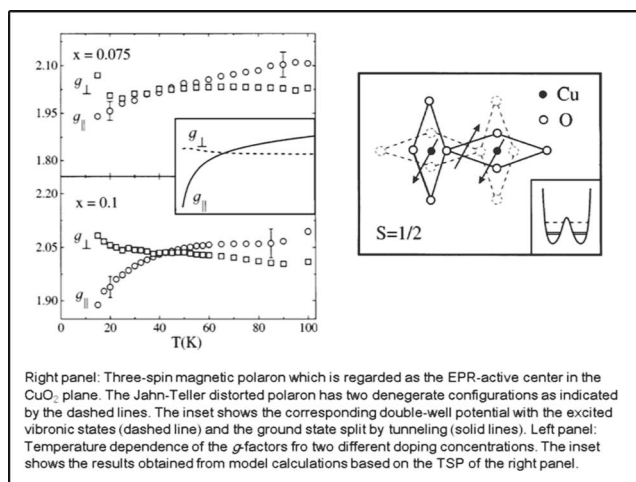 x = 0.075
g⊥
g∥
2.10
1.95
1.80
g⊥
g∥
x = 0.1
g⊥
g∥
2.20
2.05
1.90
0 20 40 60 80 100
T(K)
Cu
O
S=1/2
Right panel: Three-spin magnetic polaron which is regarded as the EPR-active center in the
CuO₂ plane. The Jahn-Teller distorted polaron has two denegerate configurations as indicated
by the dashed lines. The inset shows the corresponding double-well potential with the excited
vibronic states (dashed line) and the ground state split by tunneling (solid lines). Left panel:
Temperature dependence of the g-factors fro two different doping concentrations. The inset
shows the results obtained from model calculations based on the TSP of the right panel.